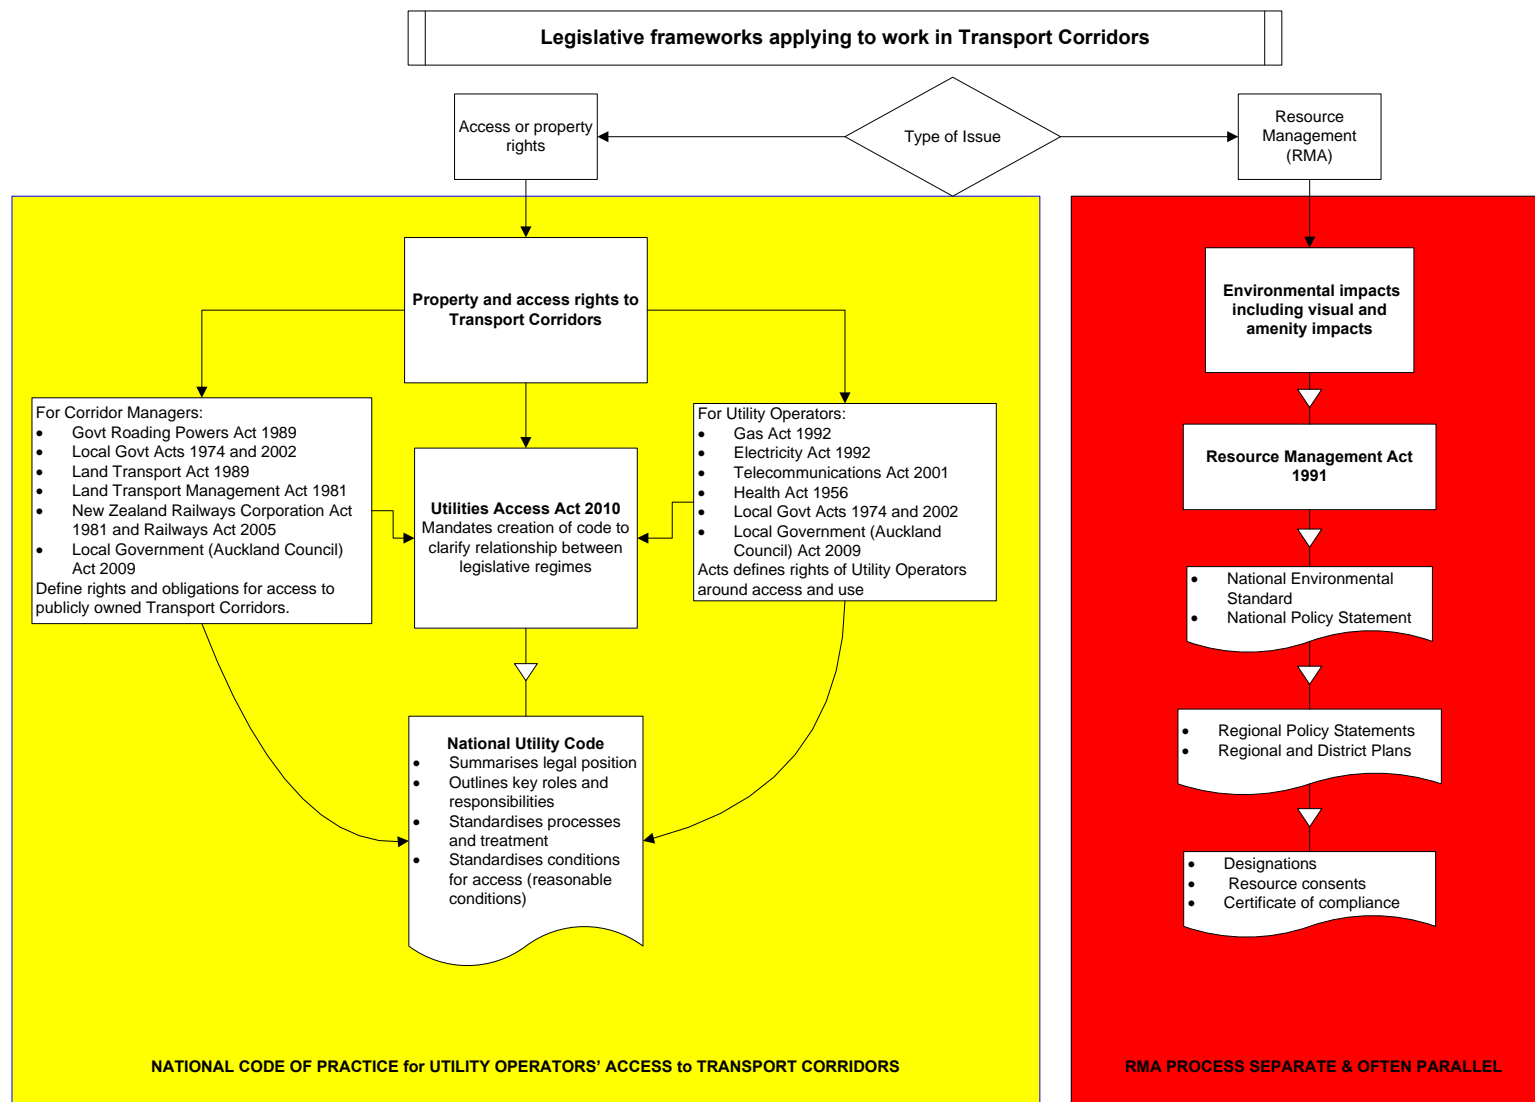 Legislative frameworks applying to work in Transport Corridors
Access or property
rights
Type of Issue
Resource
Management
(RMA)
Property and access rights to
Transport Corridors
For Corridor Managers:
• Govt Roading Powers Act 1989
• Local Govt Acts 1974 and 2002
• Land Transport Act 1989
• Land Transport Management Act 1981
• New Zealand Railways Corporation Act
1981 and Railways Act 2005
• Local Government (Auckland Council)
Act 2009
Define rights and obligations for access to
publicly owned Transport Corridors.
Utilities Access Act 2010
Mandates creation of code to
clarify relationship between
legislative regimes
For Utility Operators:
• Gas Act 1992
• Electricity Act 1992
• Telecommunications Act 2001
• Health Act 1956
• Local Govt Acts 1974 and 2002
• Local Government (Auckland
Council) Act 2009
Acts defines rights of Utility Operators
around access and use
National Utility Code
• Summarises legal position
• Outlines key roles and
responsibilities
• Standardises processes
and treatment
• Standardises conditions
for access (reasonable
conditions)
NATIONAL CODE OF PRACTICE for UTILITY OPERATORS’ ACCESS to TRANSPORT CORRIDORS
Environmental impacts
including visual and
amenity impacts
Resource Management Act
1991
• National Environmental
Standard
• National Policy Statement
• Regional Policy Statements
• Regional and District Plans
• Designations
• Resource consents
• Certificate of compliance
RMA PROCESS SEPARATE & OFTEN PARALLEL